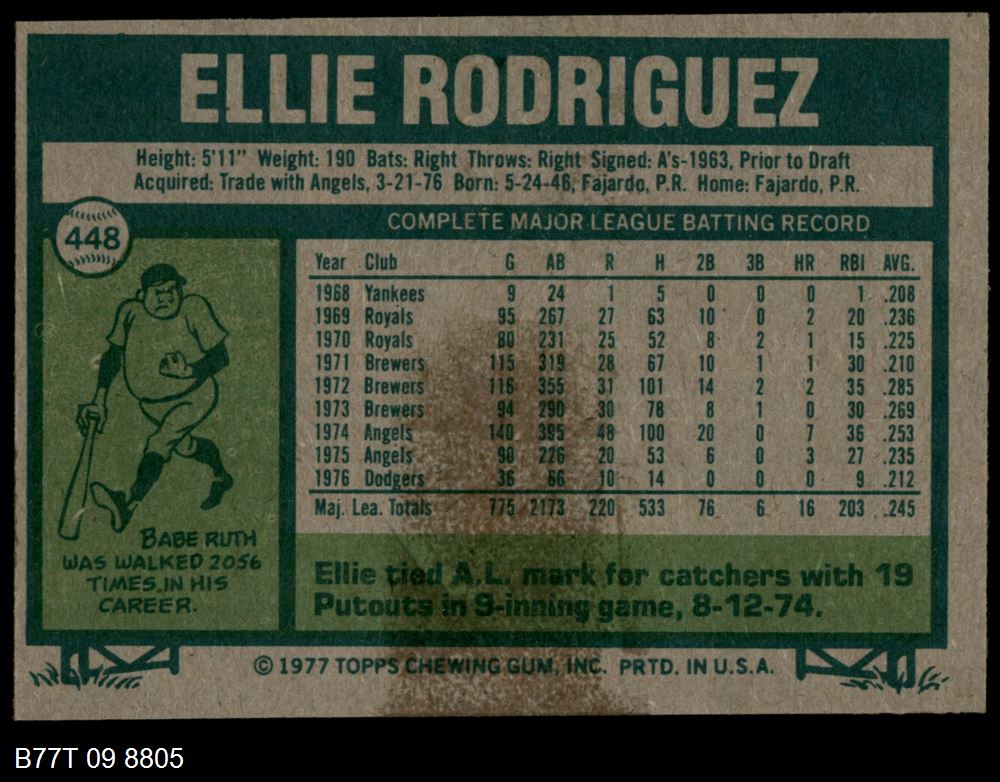 ELLIE RODRIGUEZ
Height: 5'11" Weight: 190 Bats: Right Throws: Right Signed: A's-1963, Prior to Draft
Acquired: Trade with Angels, 3-21-76 Born: 5-24-46, Fajardo, P.R. Home: Fajardo, P.R.
448
COMPLETE MAJOR LEAGUE BATTING RECORD
Year Club G AB R H 2B 3B HR RBI AVG.
1968 Yankees 9 24 1 5 0 0 0 1 .208
1969 Royals 95 267 27 63 10 0 2 20 .236
1970 Royals 80 231 25 52 8 2 1 15 .225
1971 Brewers 115 319 28 67 10 1 1 30 .210
1972 Brewers 116 355 31 101 14 2 2 35 .285
1973 Brewers 94 290 30 78 8 1 0 30 .269
1974 Angels 140 395 48 100 20 0 7 36 .253
1975 Angels 90 226 20 53 6 0 3 27 .235
1976 Dodgers 36 66 10 14 0 0 0 9 .212
Maj. Lea. Totals 775 2173 220 533 76 6 16 203 .245
BABE RUTH
WAS WALKED 2056
TIMES IN HIS
CAREER.
Ellie tied A.L. mark for catchers with 19
Putouts in 9-inning game, 8-12-74.
© 1977 TOPPS CHEWING GUM, INC. PRTD. IN U.S.A.
B77T 09 8805